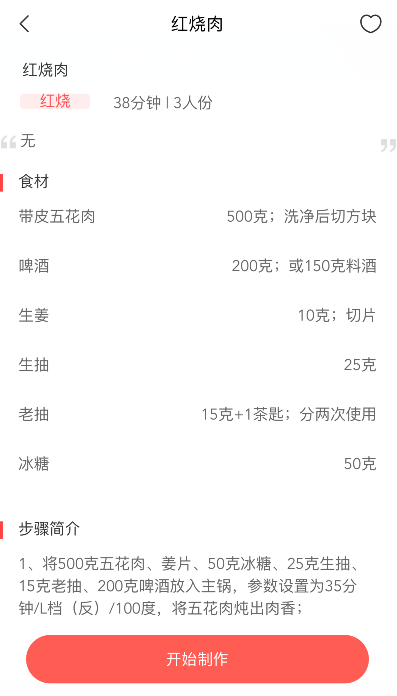 红烧肉
红烧肉
红烧
38分钟 | 3人份
“ 无 ”
食材
带皮五花肉 500克；洗净后切方块
啤酒 200克；或150克料酒
生姜 10克；切片
生抽 25克
老抽 15克+1茶匙；分两次使用
冰糖 50克
步骤简介
1、将500克五花肉、姜片、50克冰糖、25克生抽、
15克老抽、200克啤酒放入主锅，参数设置为35分
钟/L档（反）/100度，将五花肉炖出肉香；
开始制作